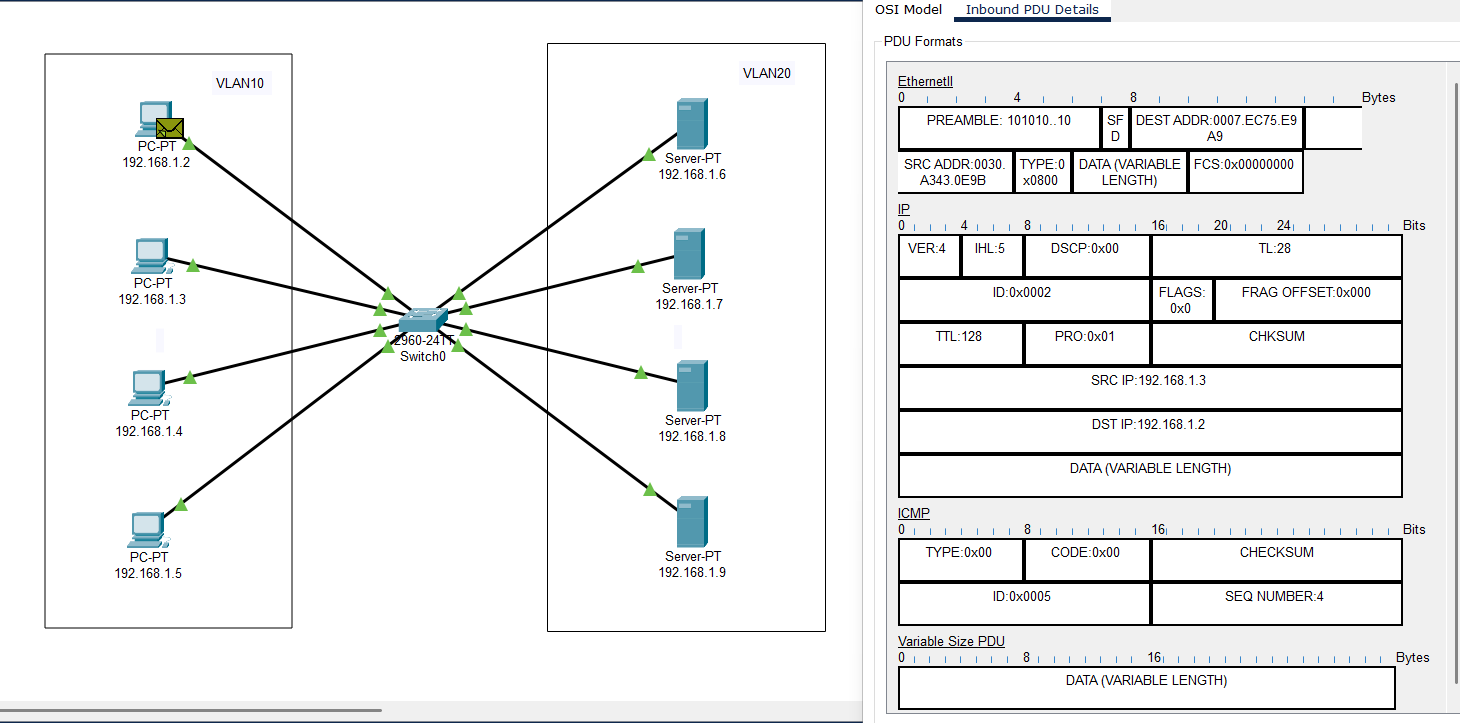 VLAN10
PC-PT
192.168.1.2
PC-PT
192.168.1.3
PC-PT
192.168.1.4
PC-PT
192.168.1.5
2960-24TT
Switch0
VLAN20
Server-PT
192.168.1.6
Server-PT
192.168.1.7
Server-PT
192.168.1.8
Server-PT
192.168.1.9
OSI Model Inbound PDU Details
PDU Formats
EthernetII
0 4 8 Bytes
PREAMBLE: 101010..10
SF
D
DEST ADDR:0007.EC75.E9
A9
SRC ADDR:0030.
A343.0E9B
TYPE:0
x0800
DATA (VARIABLE
LENGTH)
FCS:0x00000000
IP
0 4 8 16 20 24 Bits
VER:4 IHL:5 DSCP:0x00 TL:28
ID:0x0002
FLAGS:
0x0
FRAG OFFSET:0x000
TTL:128 PRO:0x01 CHKSUM
SRC IP:192.168.1.3
DST IP:192.168.1.2
DATA (VARIABLE LENGTH)
ICMP
0 8 16 Bits
TYPE:0x00 CODE:0x00 CHECKSUM
ID:0x0005 SEQ NUMBER:4
Variable Size PDU
0 8 16 Bytes
DATA (VARIABLE LENGTH)